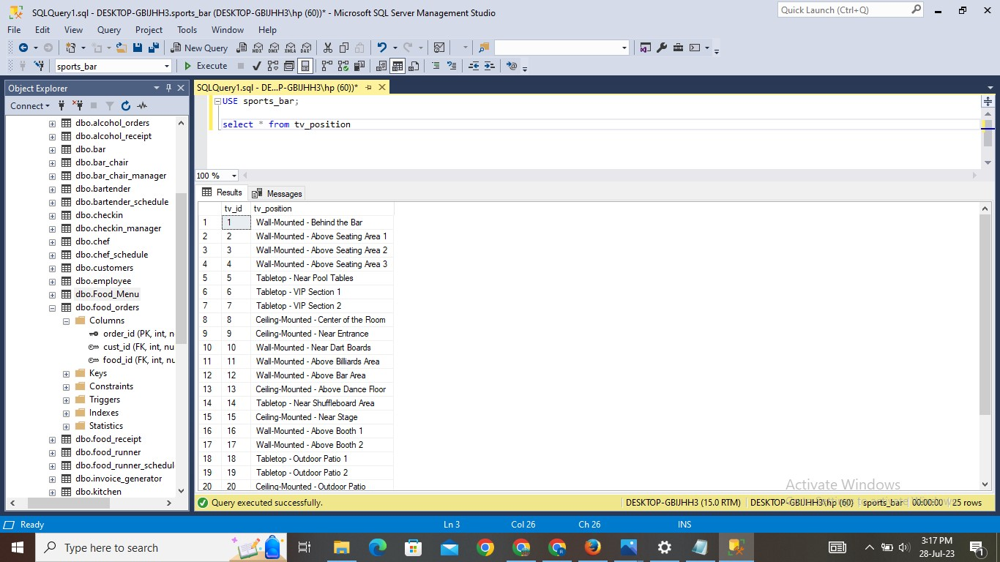 SQLQuery1.sql - DESKTOP-GBIJHH3.sports_bar (DESKTOP-GBIJHH3\hp (60))* - Microsoft SQL Server Management Studio
Quick Launch (Ctrl+Q)
File Edit View Query Project Tools Window Help
New Query MDX DMX XMLA DAX
sports_bar Execute
Object Explorer
Connect
dbo.alcohol_orders
dbo.alcohol_receipt
dbo.bar
dbo.bar_chair
dbo.bar_chair_manager
dbo.bartender
dbo.bartender_schedule
dbo.checkin
dbo.checkin_manager
dbo.chef
dbo.chef_schedule
dbo.customers
dbo.employee
dbo.Food_Menu
dbo.food_orders
Columns
order_id (PK, int, n
cust_id (FK, int, nu
food_id (FK, int, nu
Keys
Constraints
Triggers
Indexes
Statistics
dbo.food_receipt
dbo.food_runner
dbo.food_runner_schedul
dbo.invoice_generator
dbo.kitchen
SQLQuery1.sql - DE...P-GBIJHH3\hp (60))*
USE sports_bar;
select * from tv_position
100 %
Results Messages
tv_id tv_position
1 1 Wall-Mounted - Behind the Bar
2 2 Wall-Mounted - Above Seating Area 1
3 3 Wall-Mounted - Above Seating Area 2
4 4 Wall-Mounted - Above Seating Area 3
5 5 Tabletop - Near Pool Tables
6 6 Tabletop - VIP Section 1
7 7 Tabletop - VIP Section 2
8 8 Ceiling-Mounted - Center of the Room
9 9 Ceiling-Mounted - Near Entrance
10 10 Wall-Mounted - Near Dart Boards
11 11 Wall-Mounted - Above Billiards Area
12 12 Wall-Mounted - Above Bar Area
13 13 Ceiling-Mounted - Above Dance Floor
14 14 Tabletop - Near Shuffleboard Area
15 15 Ceiling-Mounted - Near Stage
16 16 Wall-Mounted - Above Booth 1
17 17 Wall-Mounted - Above Booth 2
18 18 Tabletop - Outdoor Patio 1
19 19 Tabletop - Outdoor Patio 2
20 20 Ceiling-Mounted - Outdoor Patio
Activate Windows
Query executed successfully. DESKTOP-GBIJHH3 (15.0 RTM) DESKTOP-GBIJHH3\hp (60) sports_bar 00:00:00 25 rows
Ready Ln 3 Col 26 Ch 26 INS
Type here to search
3:17 PM
28-Jul-23
1